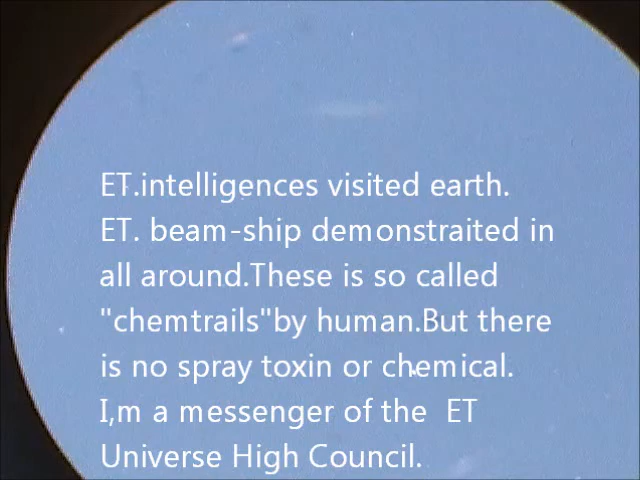 ET.intelligences visited earth.
ET. beam-ship demonstraited in
all around.These is so called
"chemtrails"by human.But there
is no spray toxin or chemical.
I,m a messenger of the  ET
Universe High Council.